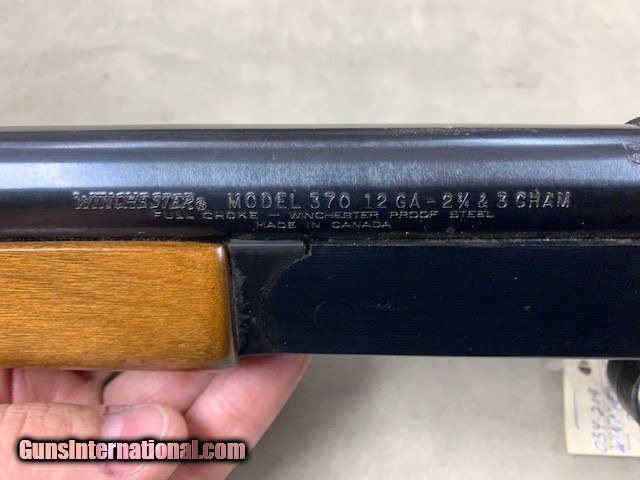 WINCHESTER® MODEL 370 12 GA - 2¾ & 3 CHAM
FULL CHOKE — WINCHESTER PROOF STEEL
MADE IN CANADA
GunsInternational.com